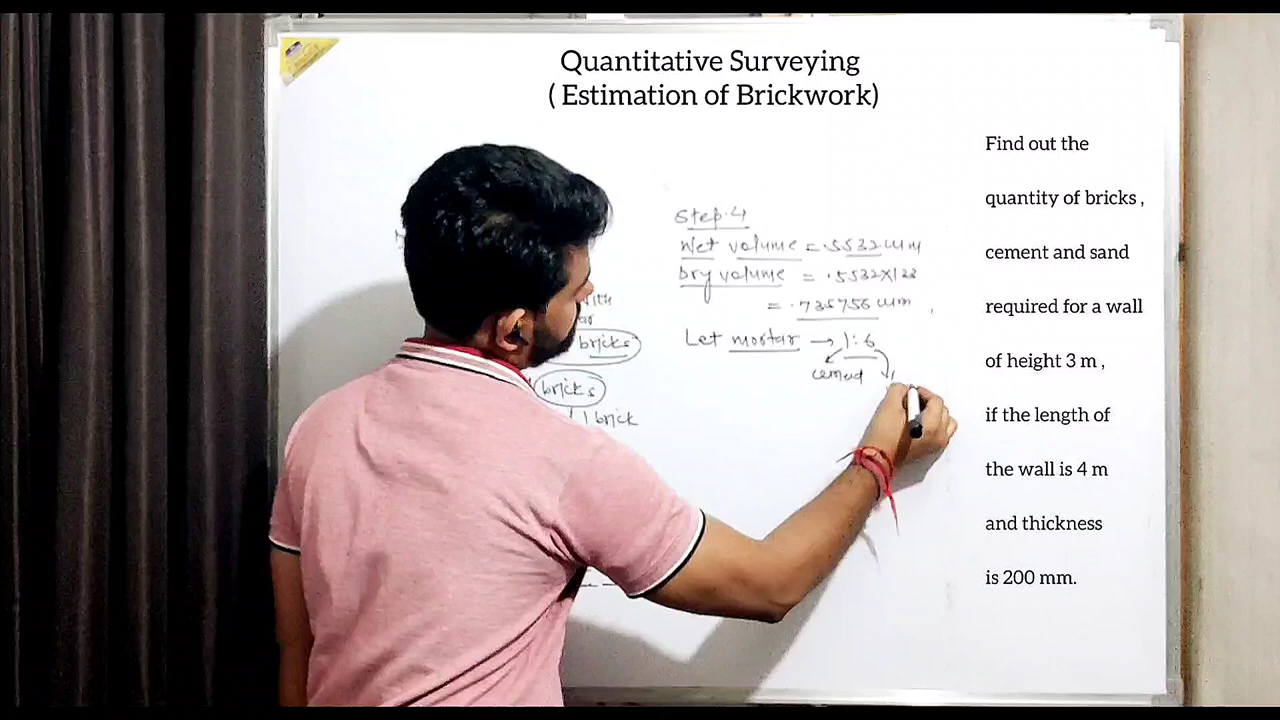 Quantitative Surveying
( Estimation of Brickwork)
Find out the
quantity of bricks ,
cement and sand
required for a wall
of height 3 m ,
if the length of
the wall is 4 m
and thickness
is 200 mm.
Step-4
Wet volume = .5532 cum
Dry volume = .5532X1.33
= .735756 cum
Let mortar → 1:6
cement
bricks
bricks
1 brick